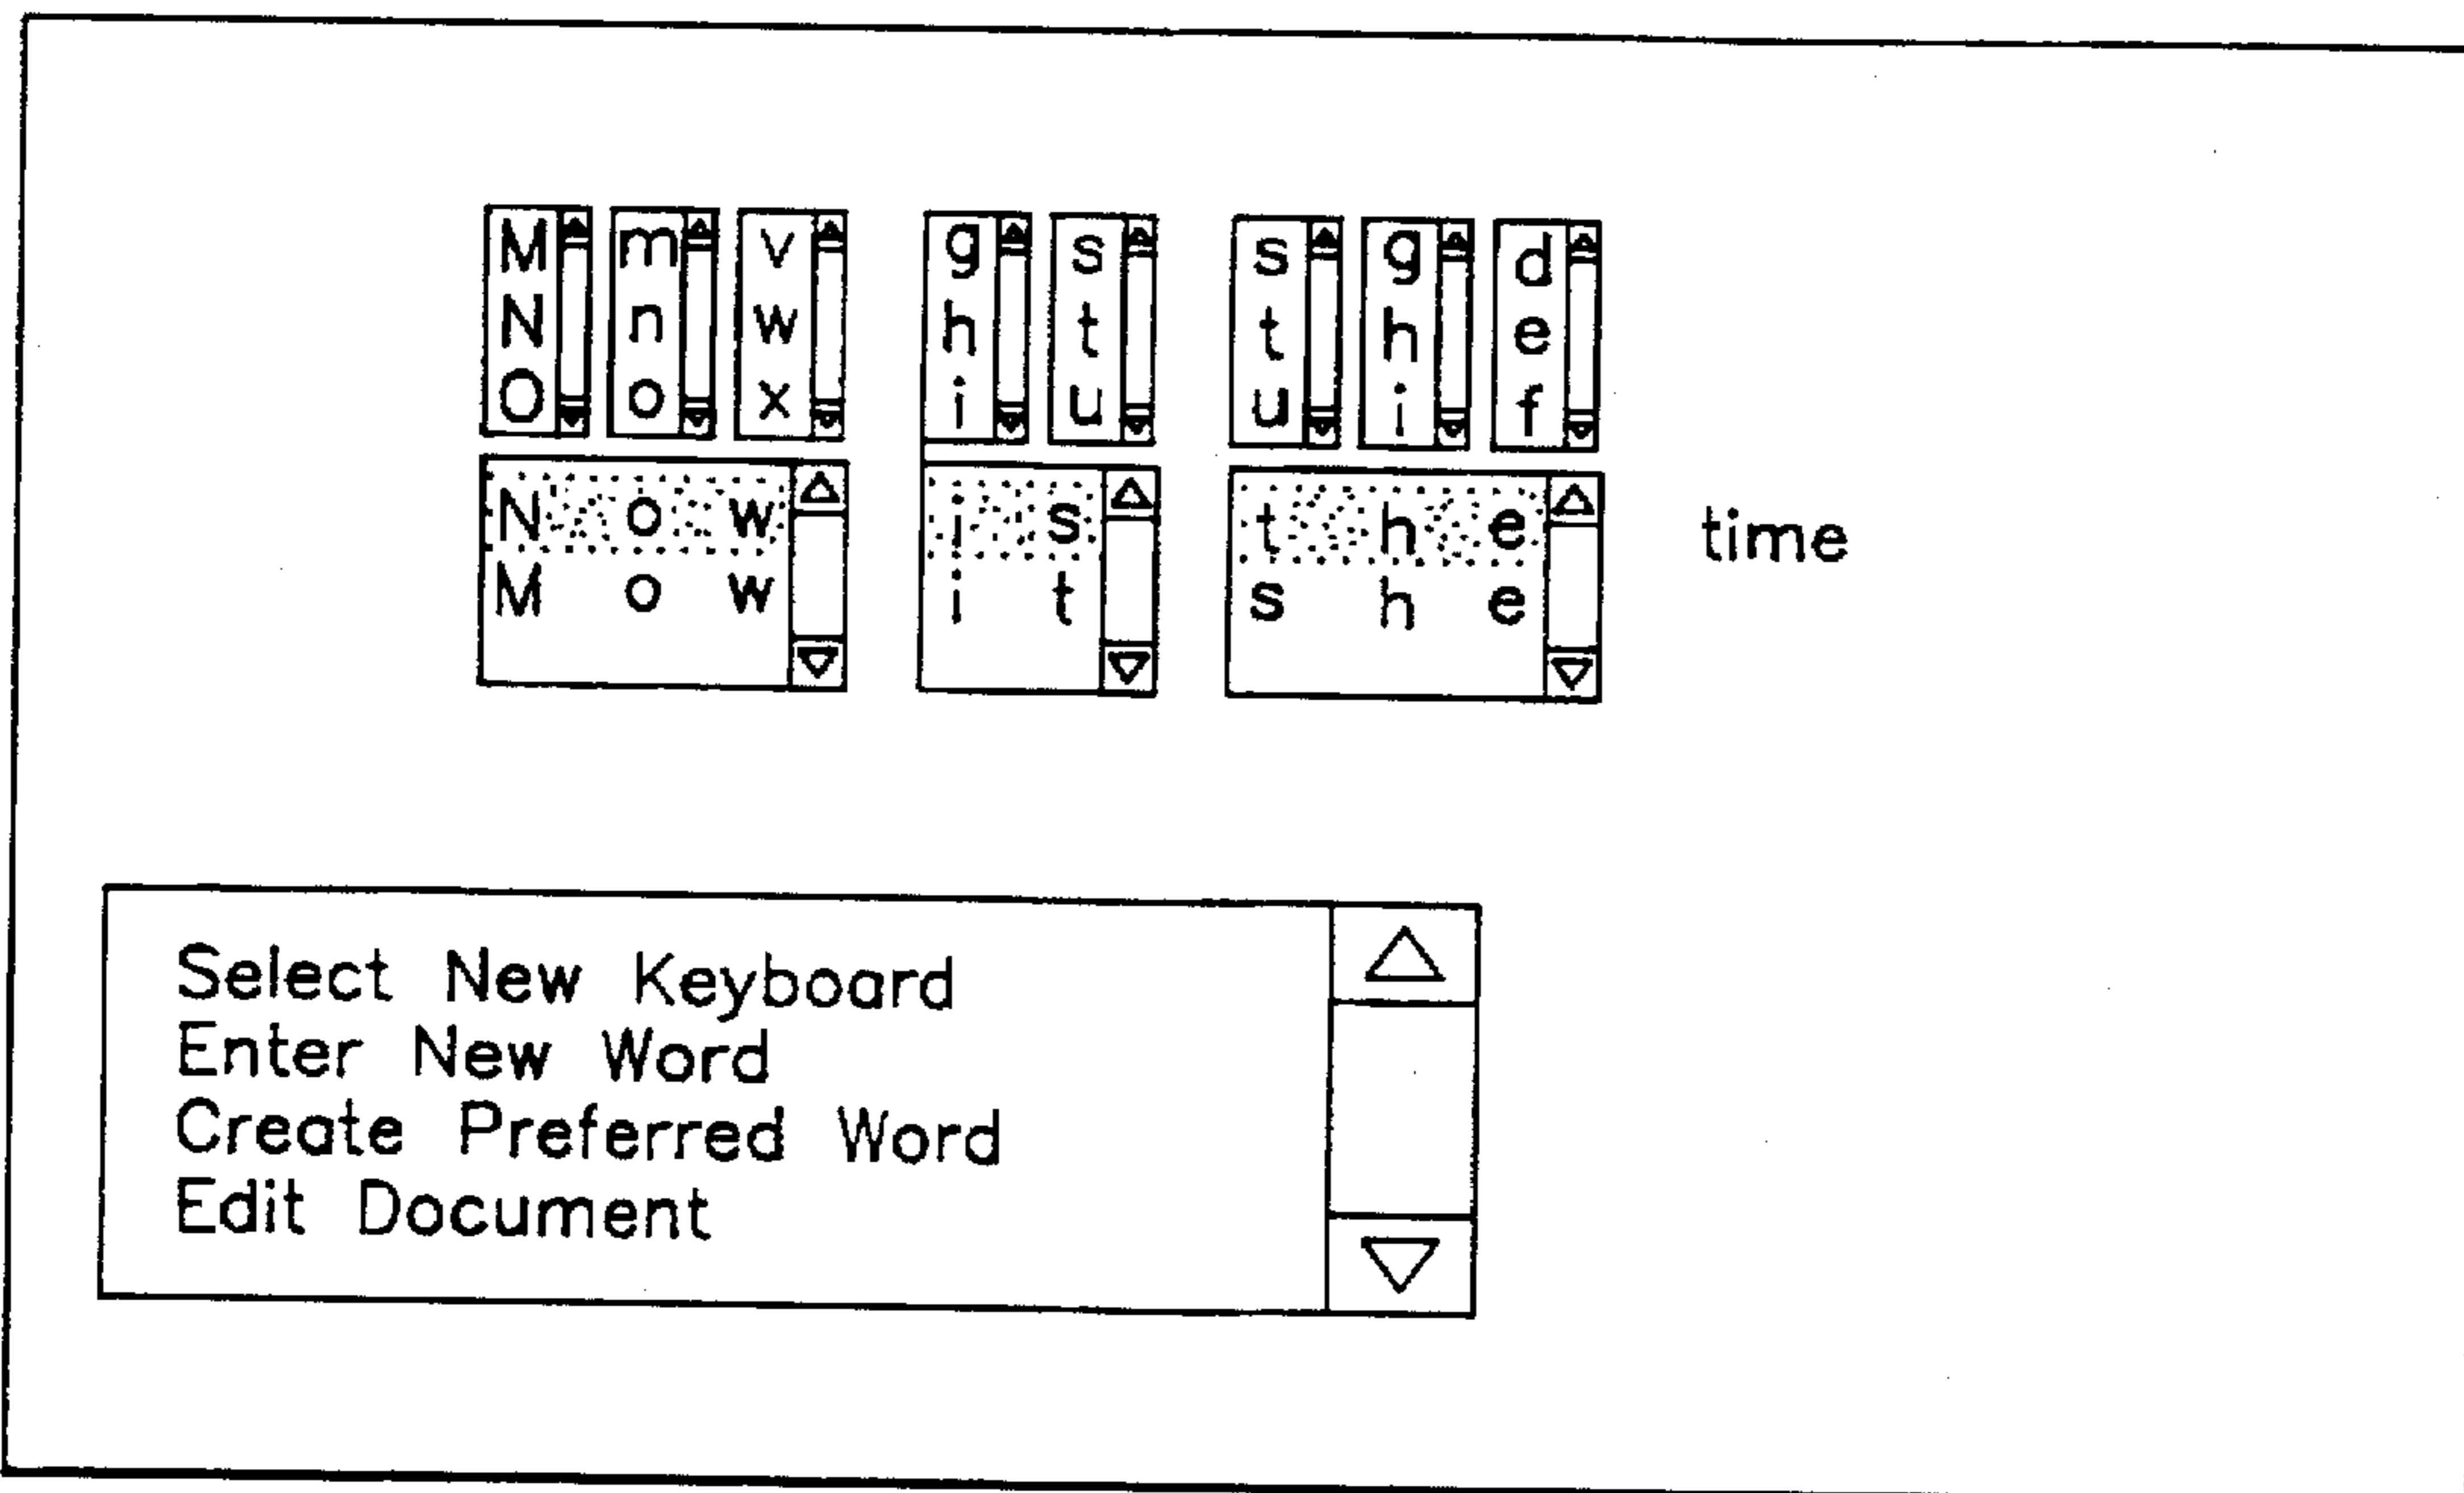 M m v g s s g d
N n w h t t h e
O o x i u u i f
N o w i s t h e time
M o w i t s h e
Select New Keyboard
Enter New Word
Create Preferred Word
Edit Document